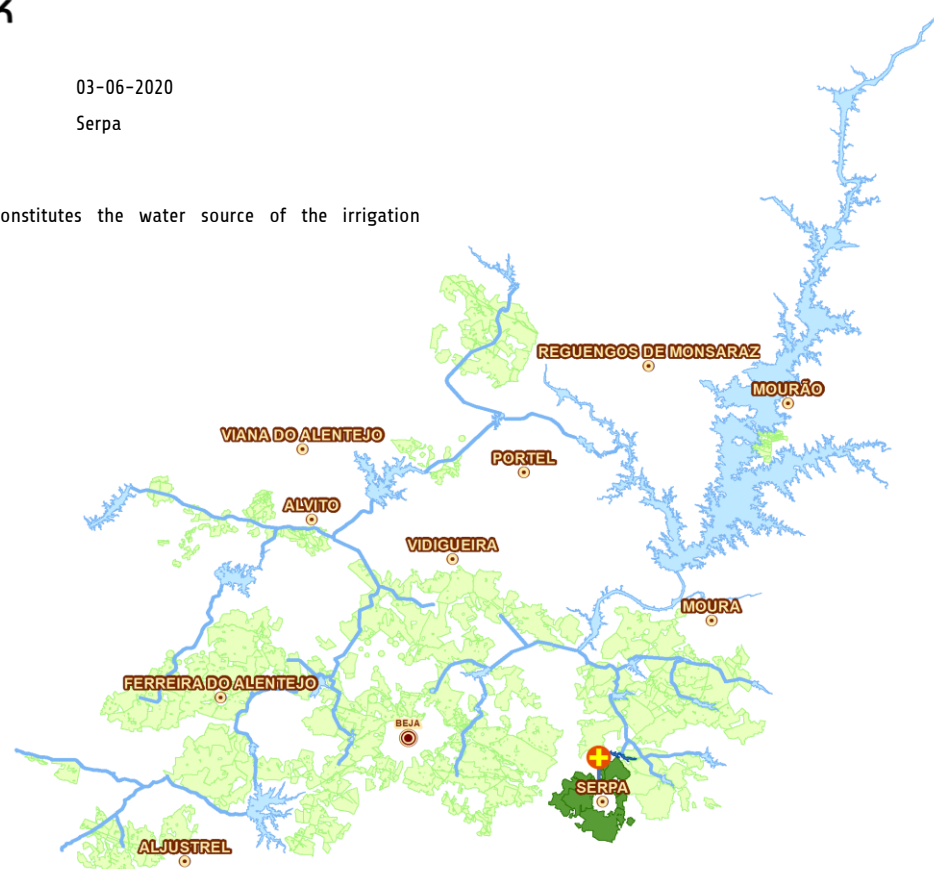 03-06-2020
Serpa
onstitutes the water source of the irrigation
REGUENGOS DE MONSARAZ
MOURÃO
VIANA DO ALENTEJO
PORTEL
ALVITO
VIDIGUEIRA
MOURA
FERREIRA DO ALENTEJO
BEJA
SERPA
ALJUSTREL